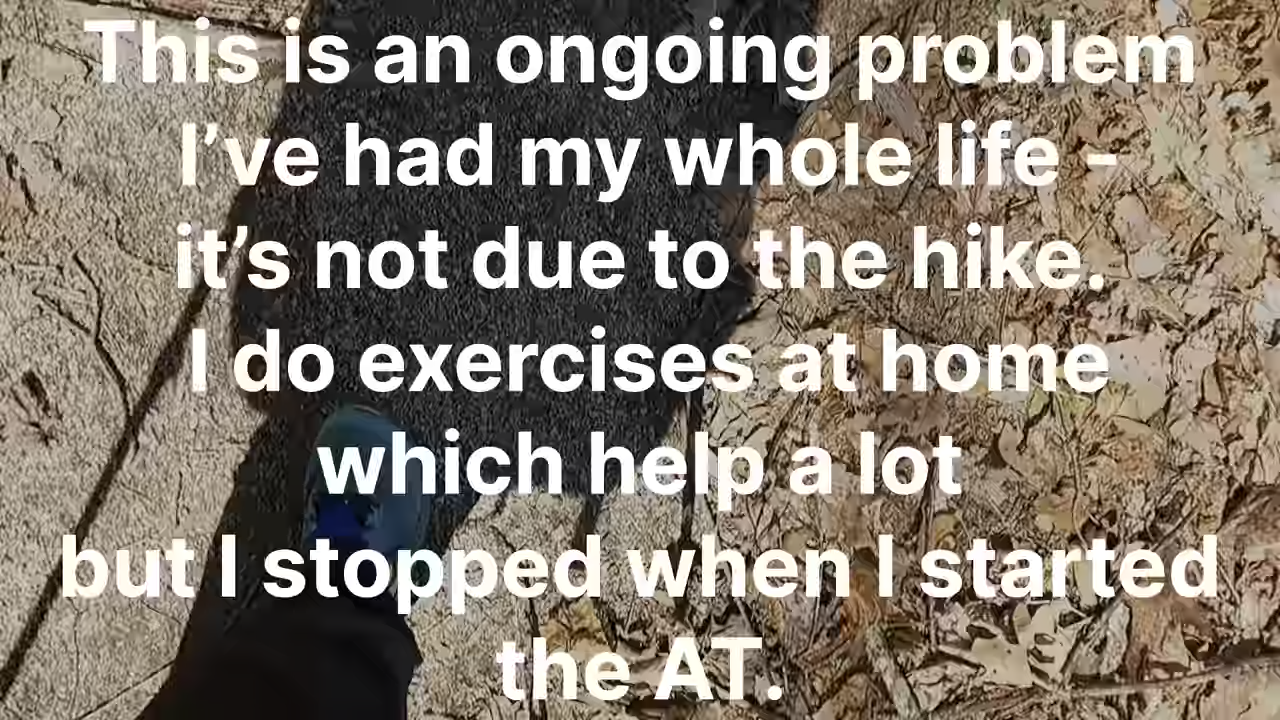 This is an ongoing problem
I’ve had my whole life -
it’s not due to the hike.
I do exercises at home
which help a lot
but I stopped when I started
the AT.